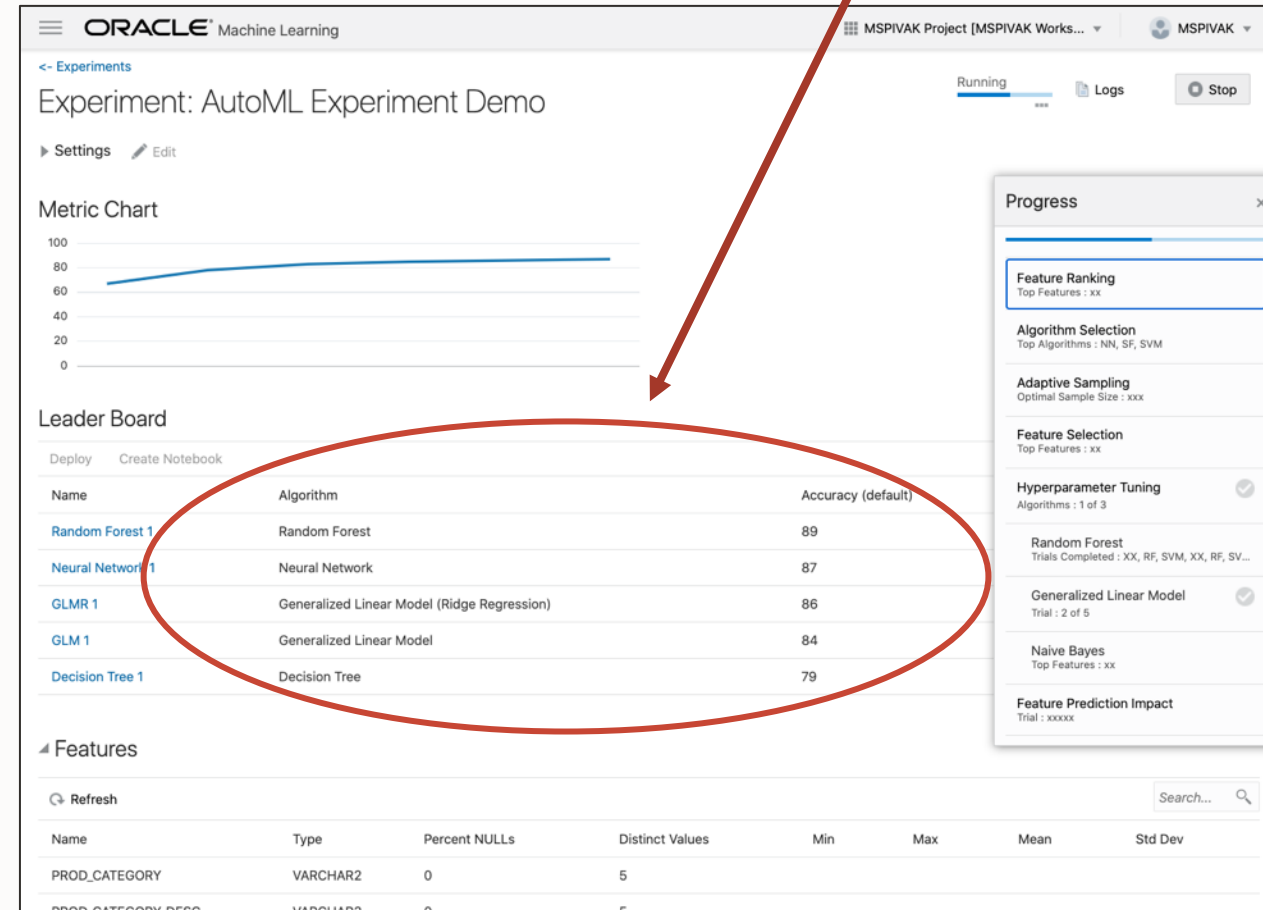 ORACLE® Machine Learning
MSPIVAK Project [MSPIVAK Works...
MSPIVAK
<- Experiments
Experiment: AutoML Experiment Demo
Running
Logs
Stop
Settings
Edit
Metric Chart
100
80
60
40
20
0
Leader Board
Deploy Create Notebook
Name Algorithm Accuracy (default)
Random Forest 1 Random Forest 89
Neural Network 1 Neural Network 87
GLMR 1 Generalized Linear Model (Ridge Regression) 86
GLM 1 Generalized Linear Model 84
Decision Tree 1 Decision Tree 79
Progress
Feature Ranking
Top Features : xx
Algorithm Selection
Top Algorithms : NN, SF, SVM
Adaptive Sampling
Optimal Sample Size : xxx
Feature Selection
Top Features : xx
Hyperparameter Tuning
Algorithms : 1 of 3
Random Forest
Trials Completed : XX, RF, SVM, XX, RF, SV...
Generalized Linear Model
Trial : 2 of 5
Naive Bayes
Top Features : xx
Feature Prediction Impact
Trial : xxxxx
Features
Refresh
Search...
Name Type Percent NULLs Distinct Values Min Max Mean Std Dev
PROD_CATEGORY VARCHAR2 0 5